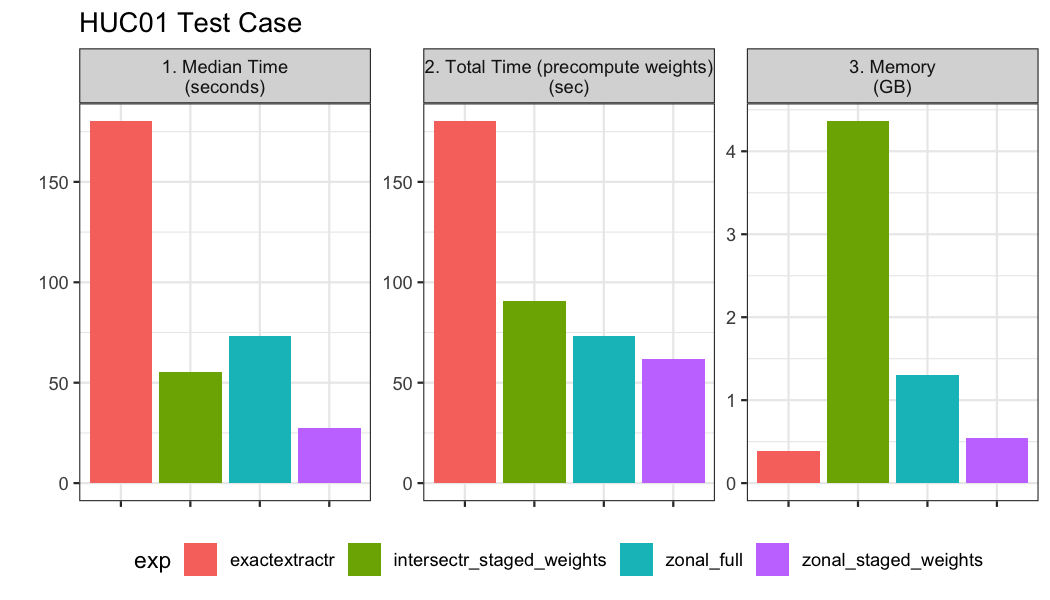 HUC01 Test Case
1. Median Time
(seconds)
2. Total Time (precompute weights)
(sec)
3. Memory
(GB)
150
100
50
0
150
100
50
0
4
3
2
1
0
exp exactextractr intersectr_staged_weights zonal_full zonal_staged_weights